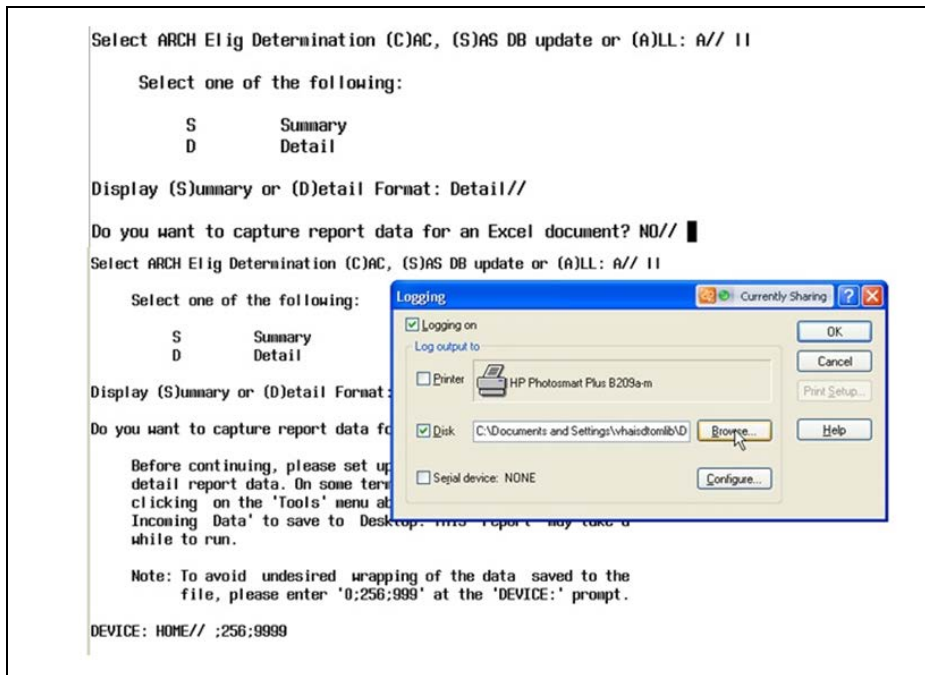 Select ARCH Elig Determination (C)AC, (S)AS DB update or (A)LL: A// ll
Select one of the following:
S Summary
D Detail
Display (S)ummary or (D)etail Format: Detail//
Do you want to capture report data for an Excel document? NO//
Select ARCH Elig Determination (C)AC, (S)AS DB update or (A)LL: A// ll
Select one of the following:
S Summary
D Detail
Display (S)ummary or (D)etail Format:
Do you want to capture report data fo
Before continuing, please set up
detail report data. On some term
clicking on the 'Tools' menu ab
Incoming Data' to save to Desktop. This report may take a
while to run.
Note: To avoid undesired wrapping of the data saved to the
file, please enter '0;256;999' at the 'DEVICE:' prompt.
DEVICE: HOME// ;256;9999
Logging
Currently Sharing
Logging on
Log output to
Printer HP Photosmart Plus B209a-m
Disk C:\Documents and Settings\vhaisdtomlib\D Browse...
Serial device: NONE Configure...
OK
Cancel
Print Setup...
Help